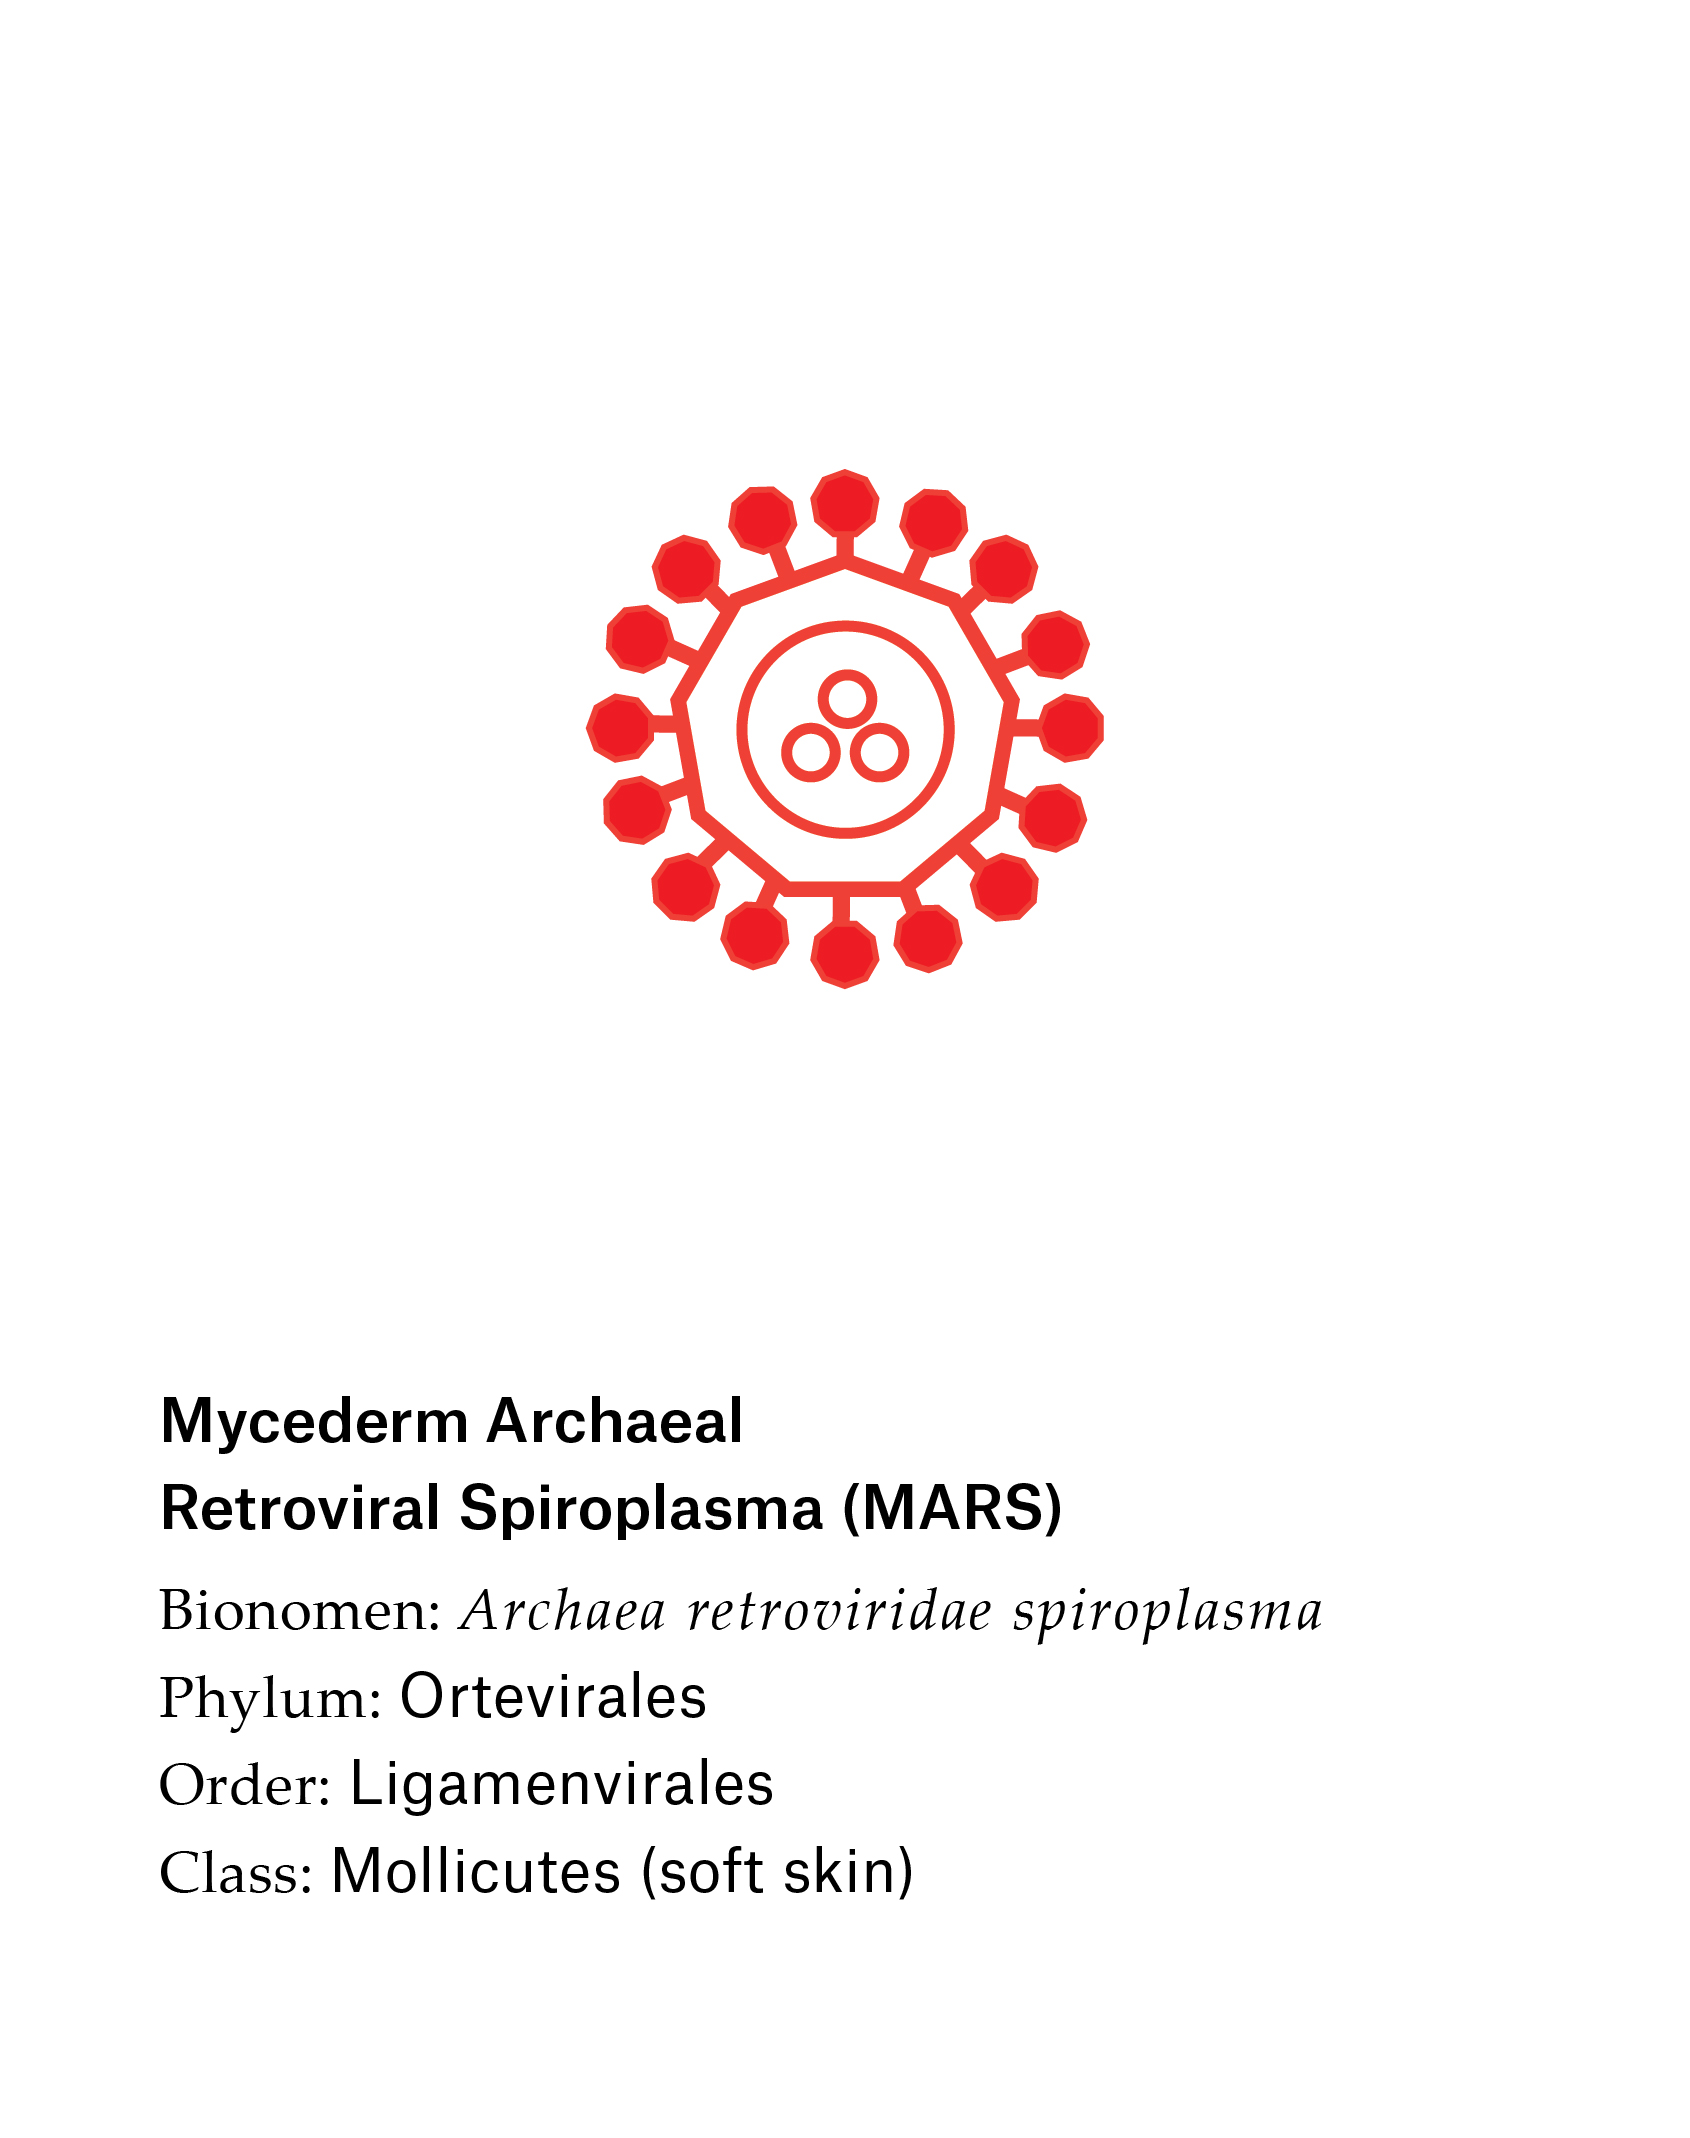 Mycederm Archaeal
Retroviral Spiroplasma (MARS)
Bionomen: Archaea retroviridae spiroplasma
Phylum: Ortevirales
Order: Ligamenvirales
Class: Mollicutes (soft skin)